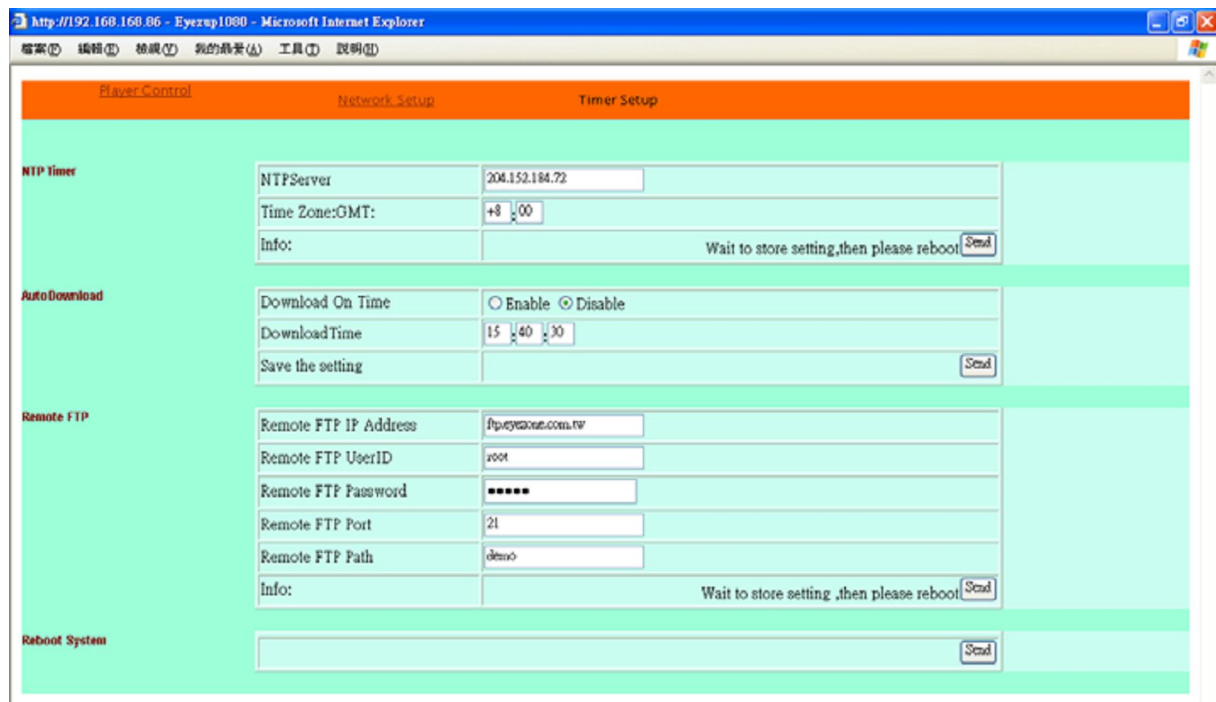 http://192.168.168.86 - Eyezup1080 - Microsoft Internet Explorer
檔案(F) 編輯(E) 檢視(V) 我的最愛(A) 工具(T) 說明(H)
Player Control Network Setup Timer Setup
NTP Timer
NTPServer 204.152.184.72
Time Zone:GMT: +8 : 00
Info: Wait to store setting,then please reboot Send
AutoDownload
Download On Time Enable Disable
DownloadTime 15 : 40 : 30
Save the setting Send
Remote FTP
Remote FTP IP Address ftp.eyezone.com.tw
Remote FTP UserID root
Remote FTP Password •••••
Remote FTP Port 21
Remote FTP Path demo
Info: Wait to store setting ,then please reboot Send
Reboot System Send